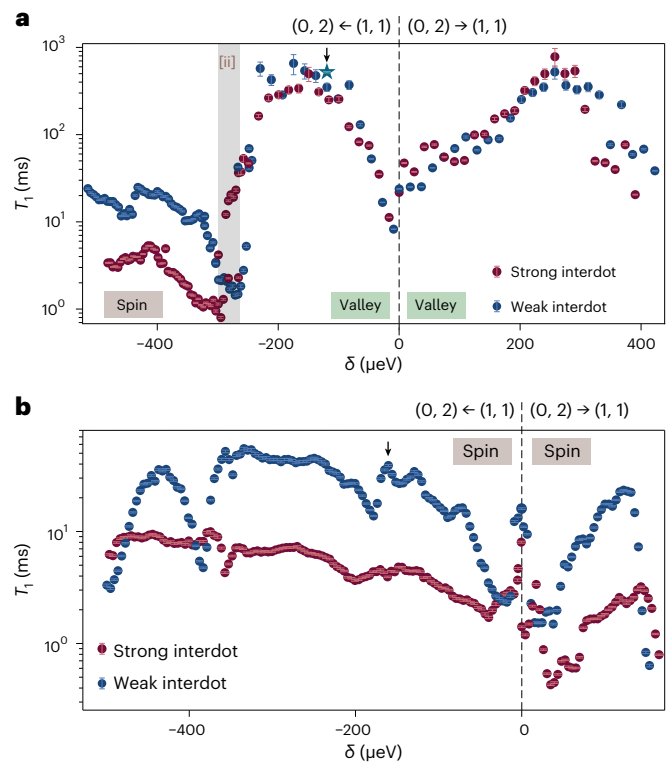 a
(0, 2) ← (1, 1) (0, 2) → (1, 1)
10³
[ii]
10²
T₁ (ms)
10¹
Strong interdot
10⁰
Spin Valley Valley Weak interdot
−400 −200 0 200 400
δ (µeV)
b
(0, 2) ← (1, 1) (0, 2) → (1, 1)
Spin Spin
10¹
T₁ (ms)
10⁰
Strong interdot
Weak interdot
−400 −200 0
δ (µeV)